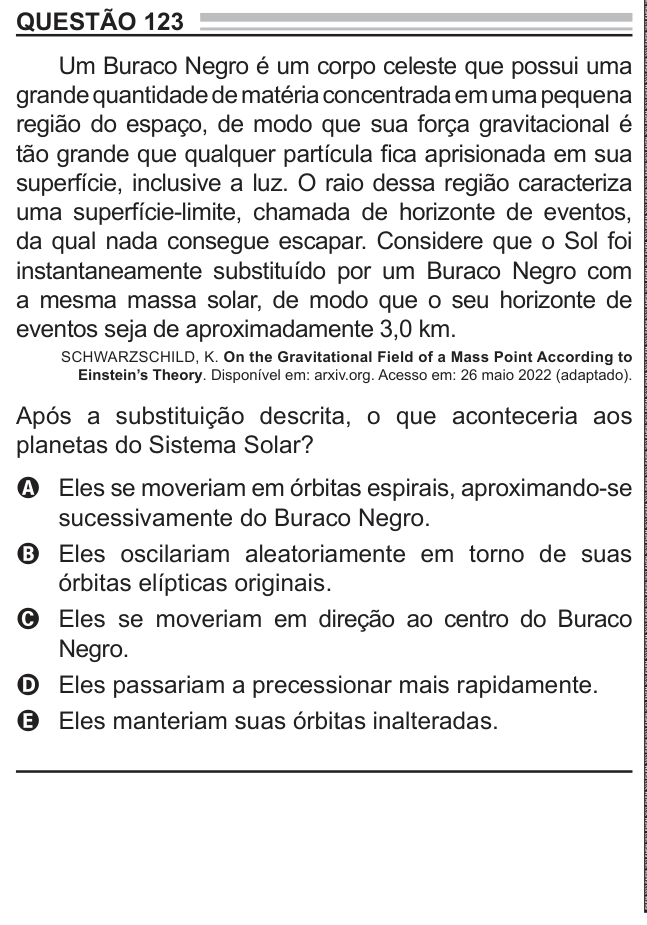 QUESTÃO 123
Um Buraco Negro é um corpo celeste que possui uma
grande quantidade de matéria concentrada em uma pequena
região do espaço, de modo que sua força gravitacional é
tão grande que qualquer partícula fica aprisionada em sua
superfície, inclusive a luz. O raio dessa região caracteriza
uma superfície-limite, chamada de horizonte de eventos,
da qual nada consegue escapar. Considere que o Sol foi
instantaneamente substituído por um Buraco Negro com
a mesma massa solar, de modo que o seu horizonte de
eventos seja de aproximadamente 3,0 km.
SCHWARZSCHILD, K. On the Gravitational Field of a Mass Point According to
Einstein's Theory. Disponível em: arxiv.org. Acesso em: 26 maio 2022 (adaptado).
Após a substituição descrita, o que aconteceria aos
planetas do Sistema Solar?
A Eles se moveriam em órbitas espirais, aproximando-se
sucessivamente do Buraco Negro.
B Eles oscilariam aleatoriamente em torno de suas
órbitas elípticas originais.
C Eles se moveriam em direção ao centro do Buraco
Negro.
D Eles passariam a precessionar mais rapidamente.
E Eles manteriam suas órbitas inalteradas.